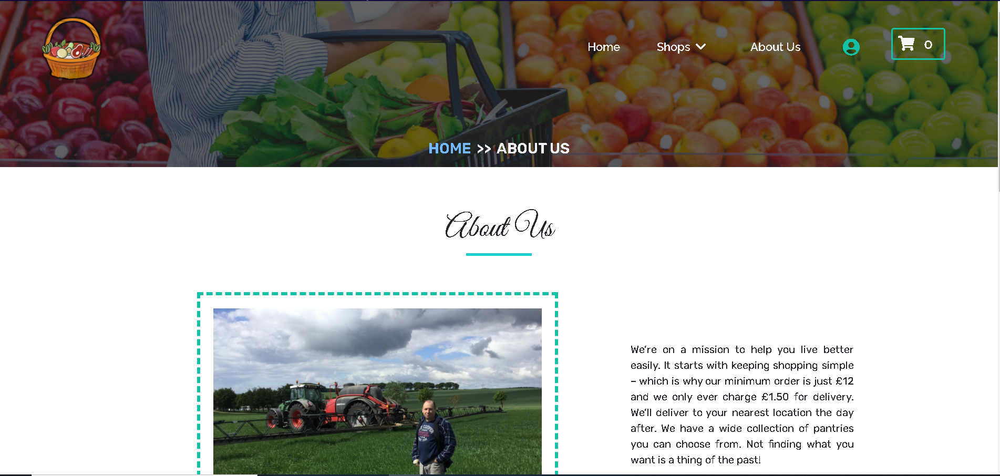 Home Shops About Us 0
HOME >> ABOUT US
About Us
We're on a mission to help you live better
easily. It starts with keeping shopping simple
– which is why our minimum order is just £12
and we only ever charge £1.50 for delivery.
We'll deliver to your nearest location the day
after. We have a wide collection of pantries
you can choose from. Not finding what you
want is a thing of the past!
COOPER